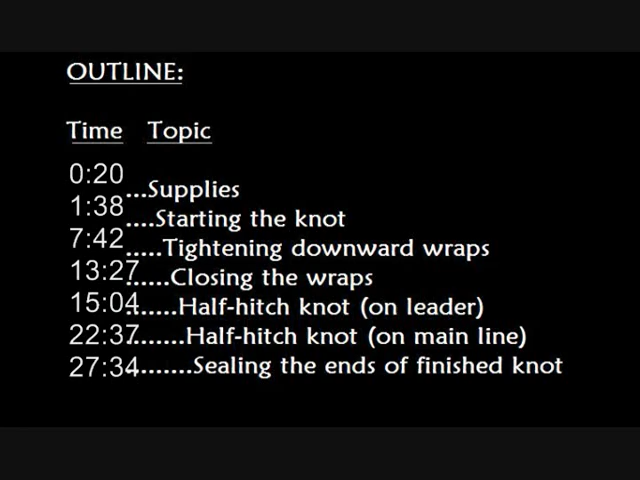 OUTLINE:
Time Topic
0:20 ...Supplies
1:38 ....Starting the knot
7:42 .....Tightening downward wraps
13:27 ......Closing the wraps
15:04 .......Half-hitch knot (on leader)
22:37 ........Half-hitch knot (on main line)
27:34 .........Sealing the ends of finished knot